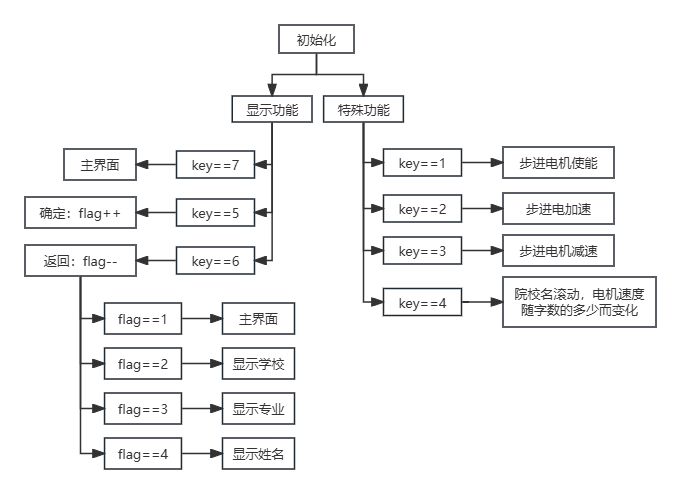 初始化
显示功能
特殊功能
主界面
key==7
确定：flag++
key==5
返回：flag--
key==6
flag==1
主界面
flag==2
显示学校
flag==3
显示专业
flag==4
显示姓名
key==1
步进电机使能
key==2
步进电加速
key==3
步进电机减速
key==4
院校名滚动，电机速度
随字数的多少而变化